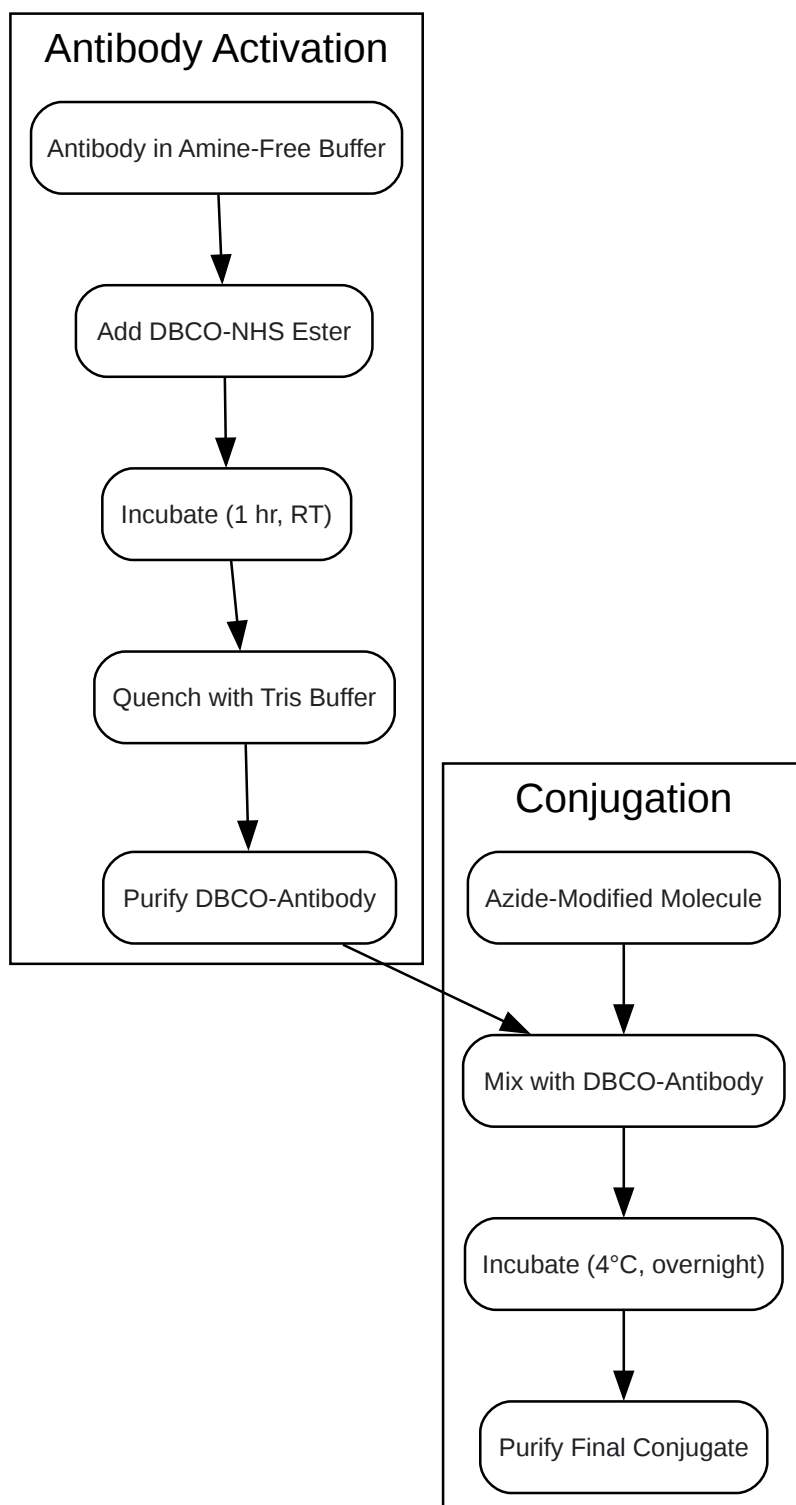 Antibody Activation
Antibody in Amine-Free Buffer
Add DBCO-NHS Ester
Incubate (1 hr, RT)
Quench with Tris Buffer
Purify DBCO-Antibody
Conjugation
Azide-Modified Molecule
Mix with DBCO-Antibody
Incubate (4°C, overnight)
Purify Final Conjugate